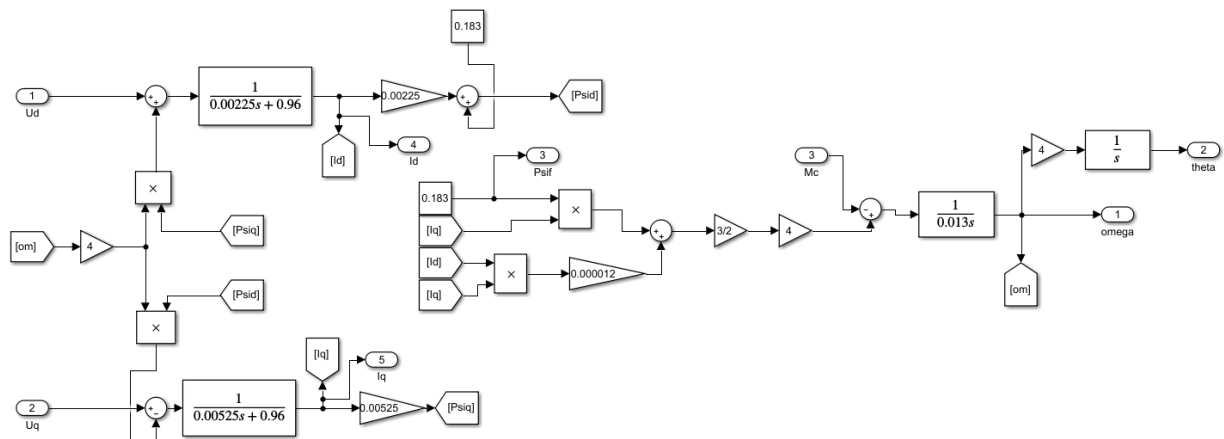 0.183
1
Ud
+
+
1
0.00225s + 0.96
0.00225
+
+
[Psid]
[Id]
4
Id
×
[Psiq]
[om]
4
[Psid]
×
2
Uq
+
−
1
0.00525s + 0.96
[Iq]
5
Iq
0.00525
[Psiq]
3
Psif
0.183
[Iq]
×
[Id]
[Iq]
×
0.000012
+
+
3/2
4
3
Mc
−
+
1
0.013s
4
1
s
2
theta
1
omega
[om]